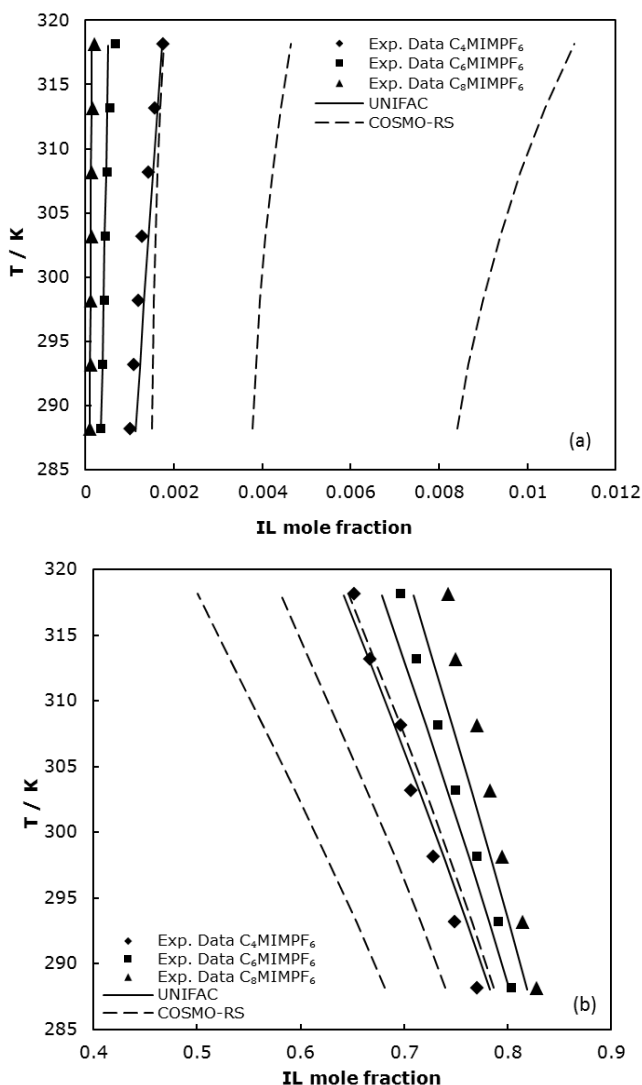 320
315
310
305
300
295
290
285
T / K
◆ Exp. Data C₄MIMPF₆
■ Exp. Data C₆MIMPF₆
▲ Exp. Data C₈MIMPF₆
UNIFAC
COSMO-RS
(a)
0 0.002 0.004 0.006 0.008 0.01 0.012
IL mole fraction
320
315
310
305
300
295
290
285
T / K
◆ Exp. Data C₄MIMPF₆
■ Exp. Data C₆MIMPF₆
▲ Exp. Data C₈MIMPF₆
UNIFAC
COSMO-RS
(b)
0.4 0.5 0.6 0.7 0.8 0.9
IL mole fraction